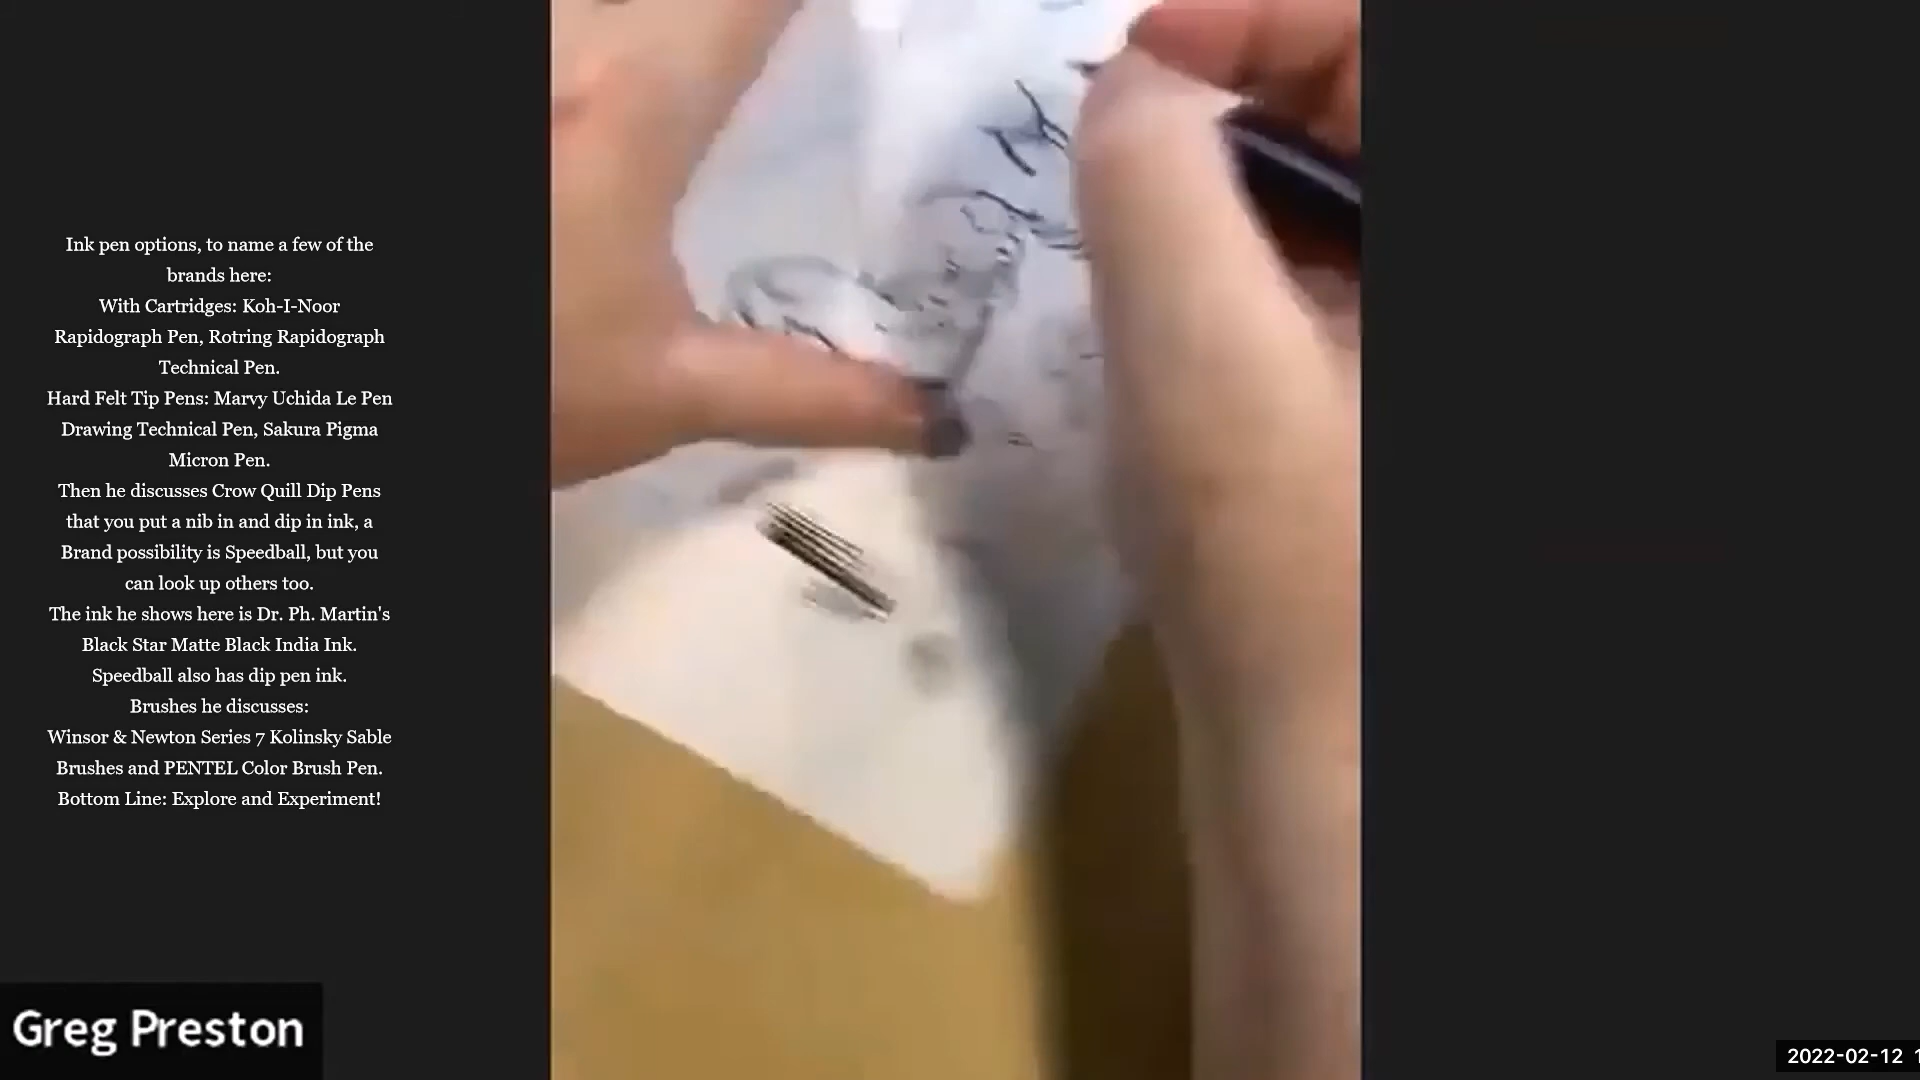 Ink pen options, to name a few of the
brands here:
With Cartridges: Koh-I-Noor
Rapidograph Pen, Rotring Rapidograph
Technical Pen.
Hard Felt Tip Pens: Marvy Uchida Le Pen
Drawing Technical Pen, Sakura Pigma
Micron Pen.
Then he discusses Crow Quill Dip Pens
that you put a nib in and dip in ink, a
Brand possibility is Speedball, but you
can look up others too.
The ink he shows here is Dr. Ph. Martin's
Black Star Matte Black India Ink.
Speedball also has dip pen ink.
Brushes he discusses:
Winsor & Newton Series 7 Kolinsky Sable
Brushes and PENTEL Color Brush Pen.
Bottom Line: Explore and Experiment!
Greg Preston
2022-02-12 1